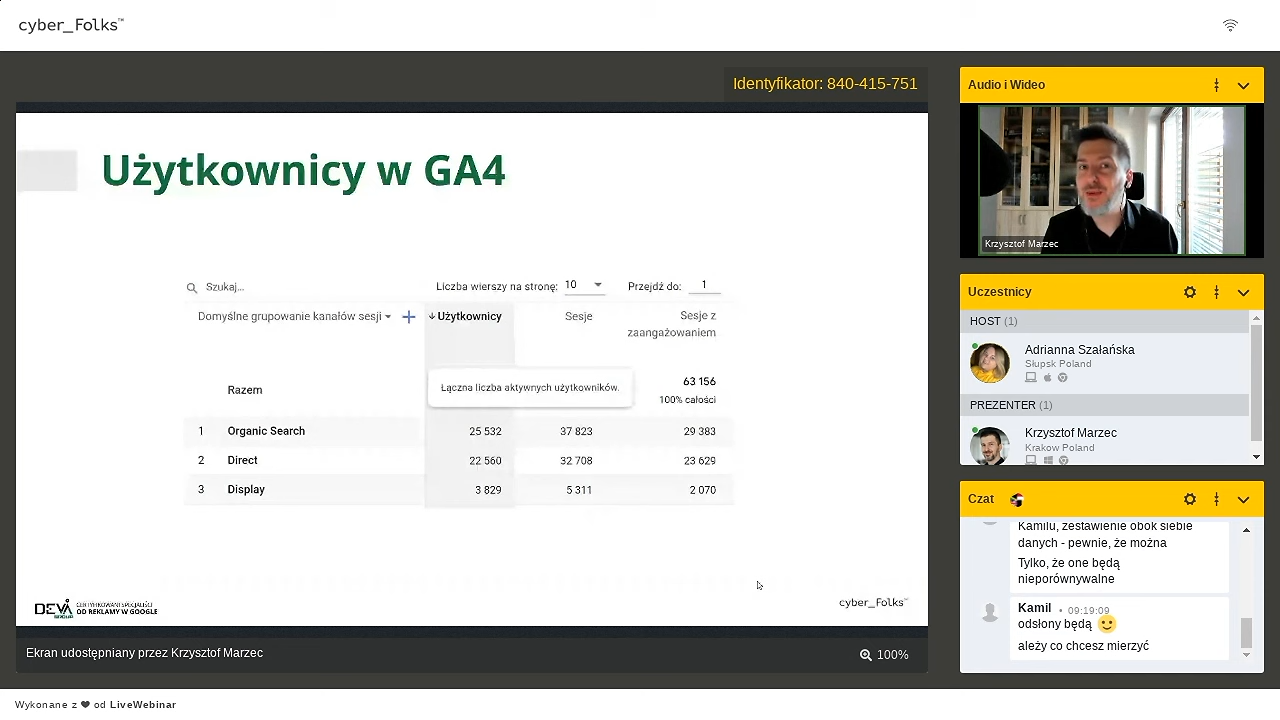 cyber_Folks™
Identyfikator: 840-415-751
Użytkownicy w GA4
Szukaj...
Liczba wierszy na stronę: 10
Przejdź do: 1
Domyślne grupowanie kanałów sesji
Użytkownicy
Sesje
Sesje z
zaangażowaniem
Łączna liczba aktywnych użytkowników.
Razem
63 156
100% całości
1 Organic Search 25 532 37 823 29 383
2 Direct 22 560 32 708 23 629
3 Display 3 829 5 311 2 070
DEVA GROUP
CERTYFIKOWANI SPECJALIŚCI
OD REKLAMY W GOOGLE
cyber_Folks™
Ekran udostępniany przez Krzysztof Marzec
100%
Audio i Wideo
Krzysztof Marzec
Uczestnicy
HOST (1)
Adrianna Szałańska
Słupsk Poland
PREZENTER (1)
Krzysztof Marzec
Krakow Poland
Czat
Kamilu, zestawienie obok siebie
danych - pewnie, że można
Tylko, że one będą
nieporównywalne
Kamil • 09:19:09
odsłony będą
ależy co chcesz mierzyć
Wykonane z ❤ od LiveWebinar